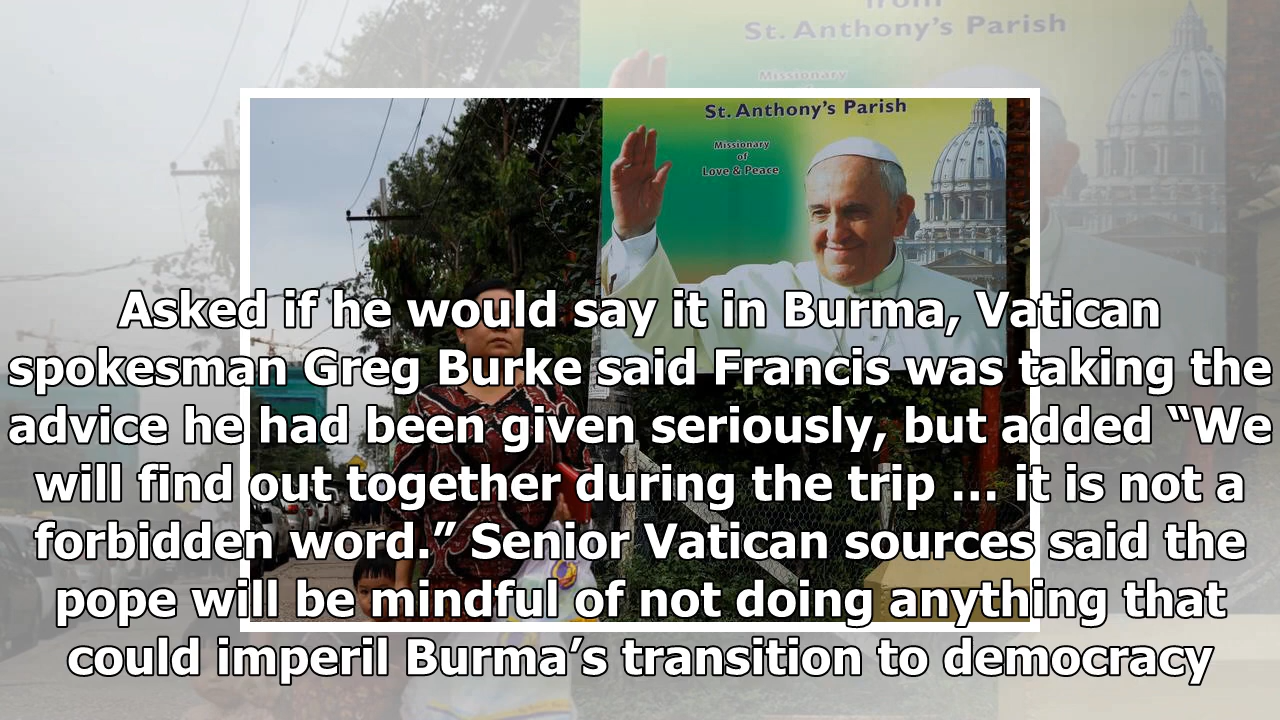 from
St. Anthony's Parish
Missionary
St. Anthony's Parish
Missionary
of
Love & Peace
Asked if he would say it in Burma, Vatican
spokesman Greg Burke said Francis was taking the
advice he had been given seriously, but added “We
will find out together during the trip ... it is not a
forbidden word.” Senior Vatican sources said the
pope will be mindful of not doing anything that
could imperil Burma’s transition to democracy